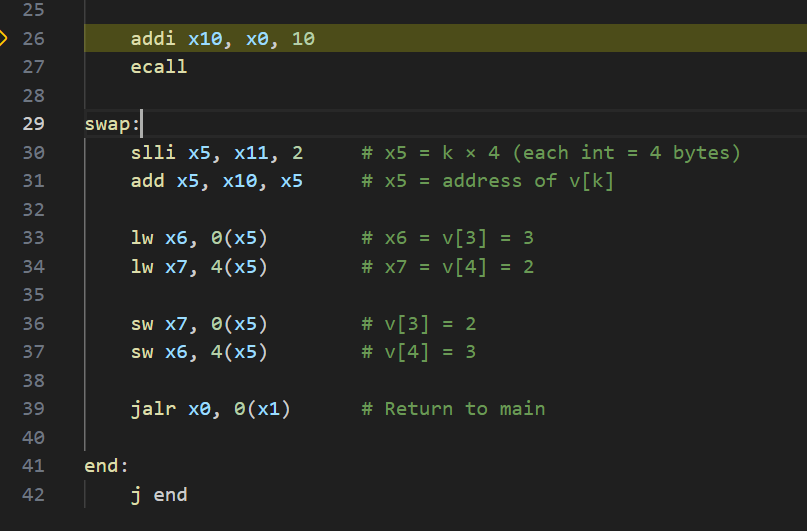 25
26 addi x10, x0, 10
27 ecall
28
29 swap:
30 slli x5, x11, 2 # x5 = k × 4 (each int = 4 bytes)
31 add x5, x10, x5 # x5 = address of v[k]
32
33 lw x6, 0(x5) # x6 = v[3] = 3
34 lw x7, 4(x5) # x7 = v[4] = 2
35
36 sw x7, 0(x5) # v[3] = 2
37 sw x6, 4(x5) # v[4] = 3
38
39 jalr x0, 0(x1) # Return to main
40
41 end:
42 j end